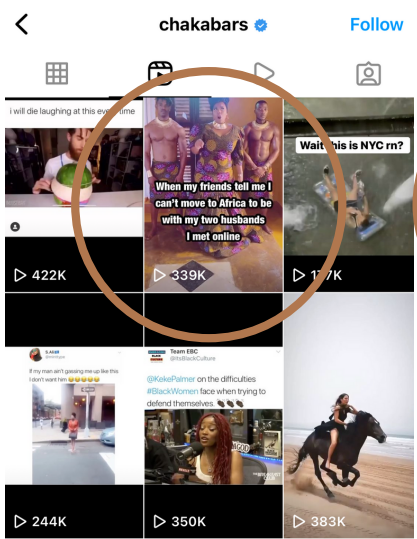 chakabars
Follow
i will die laughing at this every time
When my friends tell me I
can't move to Africa to be
with my two husbands
I met online
Wait this is NYC rn?
422K
339K
177K
If my man ain't gassing me up like this
I don't want him 😂😂😂😂😂
Team EBC
@ItsBlackCulture
@KekePalmer on the difficulties
#BlackWomen face when trying to
defend themselves. 👏🏿👏🏿👏🏿
244K
350K
383K